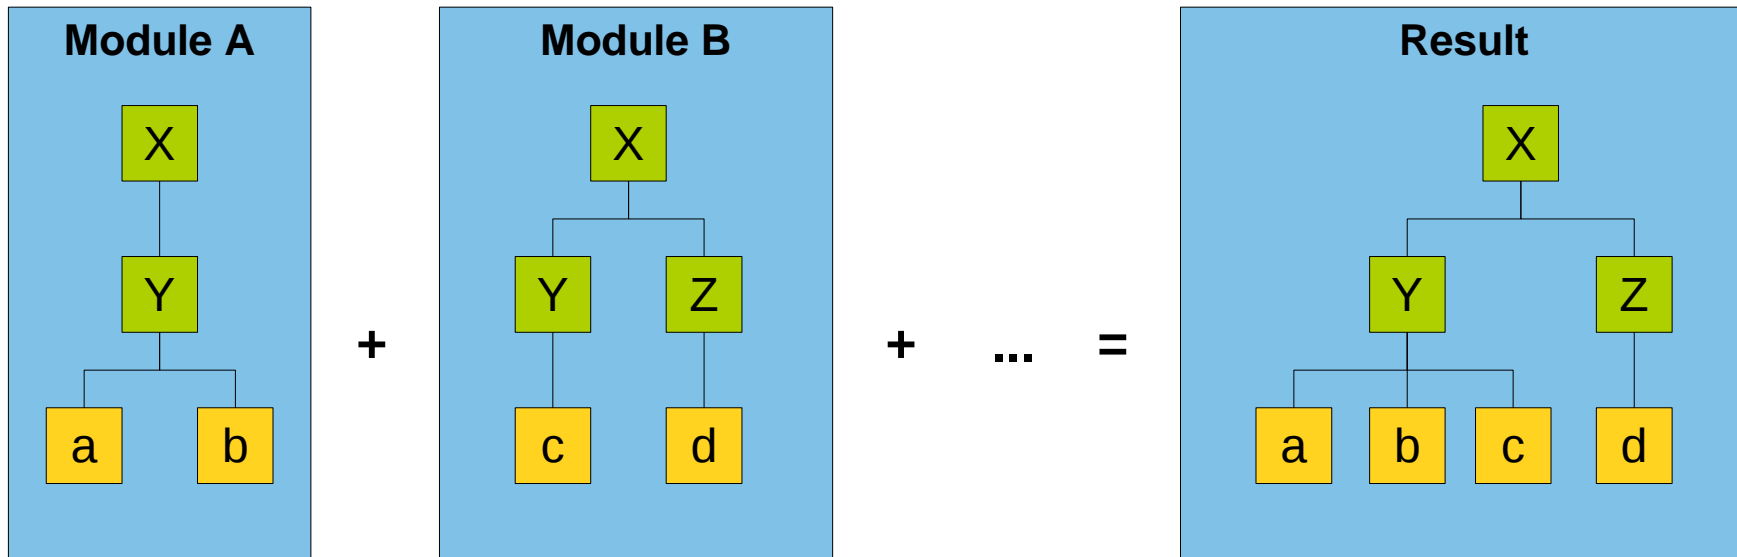 Module A
X
Y
a b
+
Module B
X
Y Z
c d
+ ... =
Result
X
Y Z
a b c d